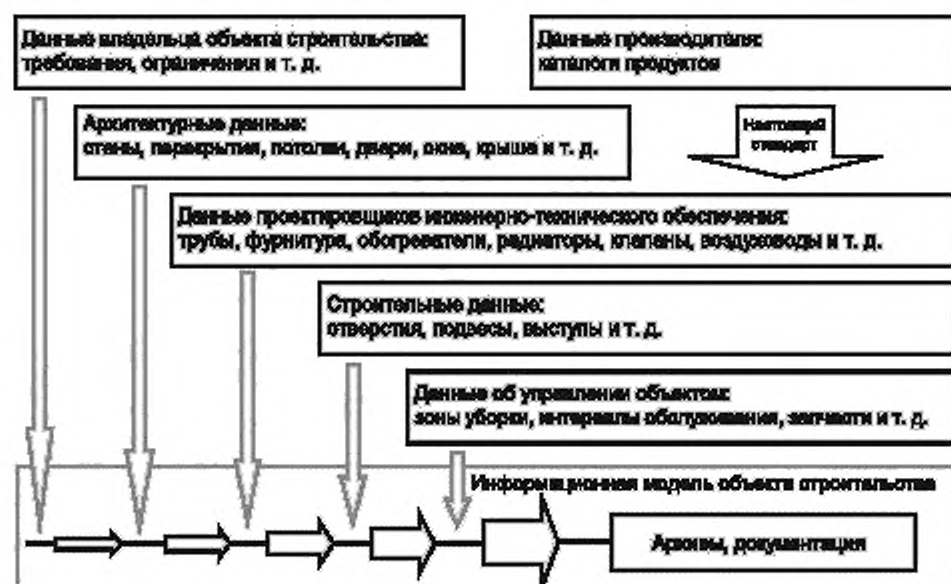 Данные владельца объекта строительства:
требования, ограничения и т. д.
Данные производителя:
каталоги продуктов
Архитектурные данные:
стены, перекрытия, потолки, двери, окна, крыша и т. д.
Настоящий
стандарт
Данные проектировщиков инженерно-технического обеспечения:
трубы, фурнитура, обогреватели, радиаторы, клапаны, воздуховоды и т. д.
Строительные данные:
отверстия, подвесы, выступы и т. д.
Данные об управлении объектом:
зоны уборки, интервалы обслуживания, запчасти и т. д.
Информационная модель объекта строительства
Архивы, документация